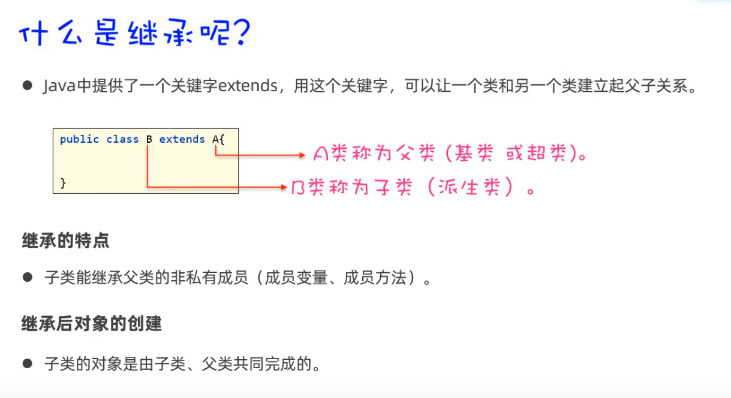 什么是继承呢?
● Java中提供了一个关键字extends，用这个关键字，可以让一个类和另一个类建立起父子关系。
public class B extends A{
A类称为父类（基类 或超类）。
}
B类称为子类（派生类）。
继承的特点
● 子类能继承父类的非私有成员（成员变量、成员方法）。
继承后对象的创建
● 子类的对象是由子类、父类共同完成的。